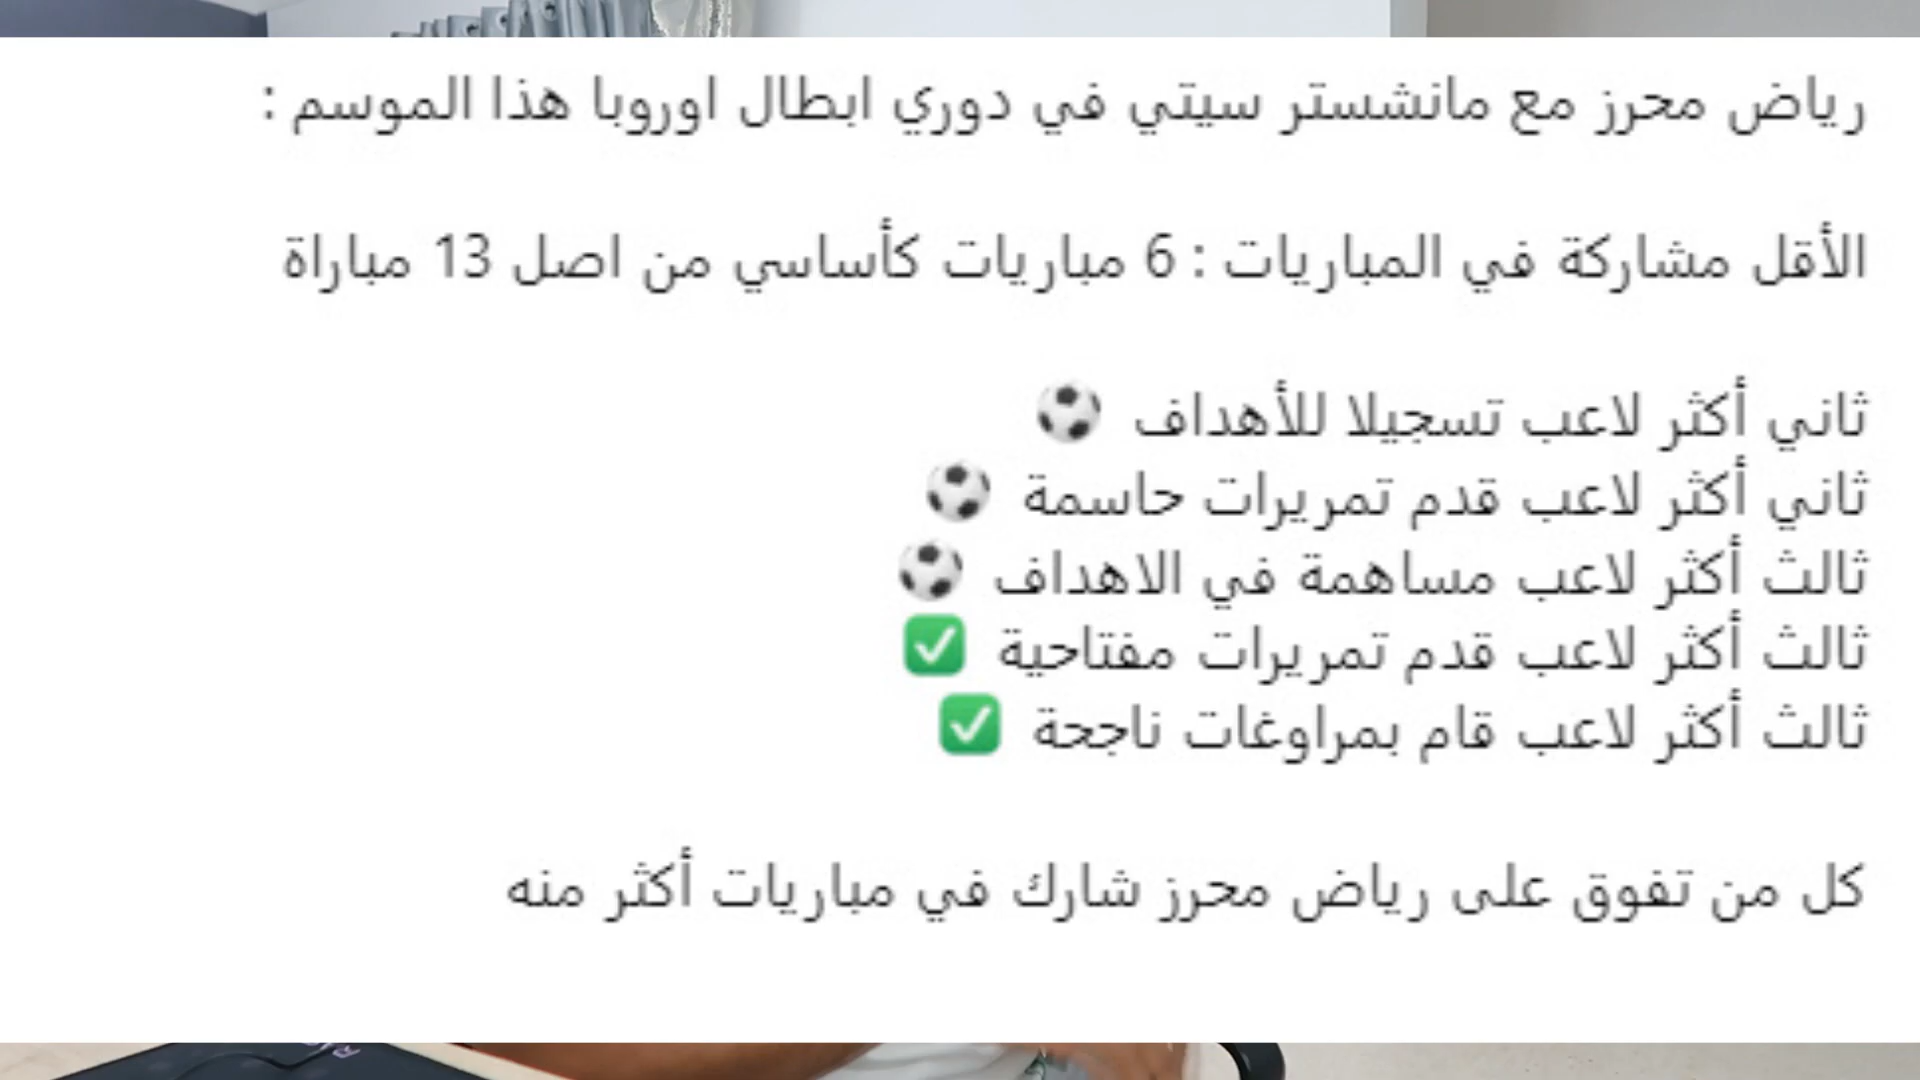 رياض محرز مع مانشستر سيتي في دوري ابطال اوروبا هذا الموسم :
الأقل مشاركة في المباريات : 6 مباريات كأساسي من اصل 13 مباراة
ثاني أكثر لاعب تسجيلا للأهداف ⚽
ثاني أكثر لاعب قدم تمريرات حاسمة ⚽
ثالث أكثر لاعب مساهمة في الاهداف ⚽
ثالث أكثر لاعب قدم تمريرات مفتاحية ✅
ثالث أكثر لاعب قام بمراوغات ناجحة ✅
كل من تفوق على رياض محرز شارك في مباريات أكثر منه